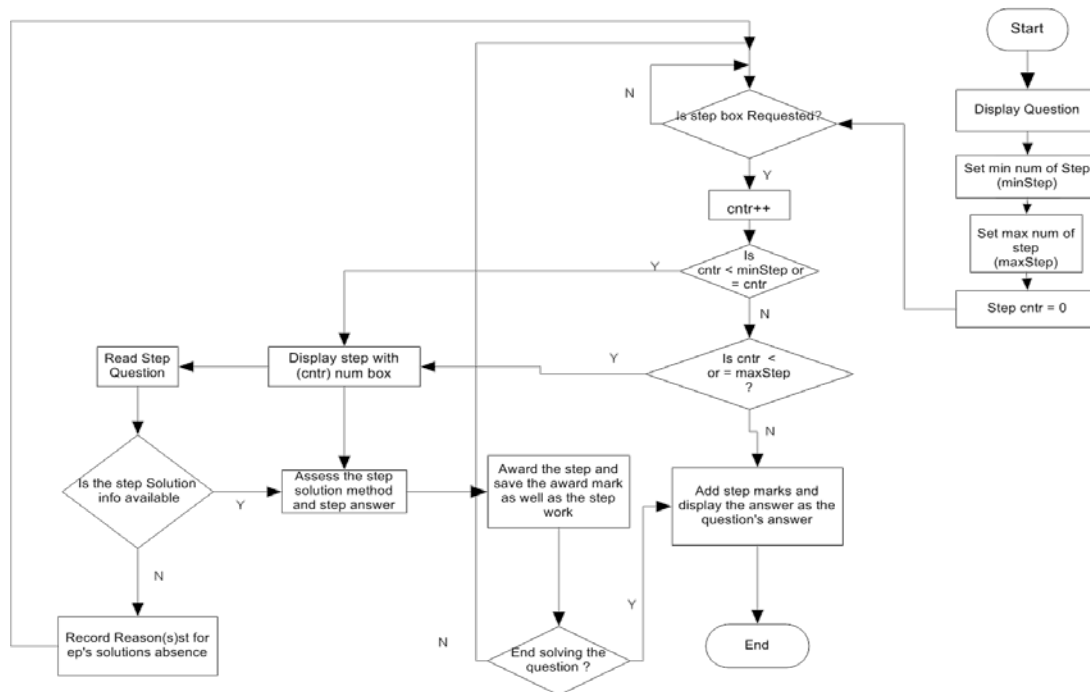 Start
Display Question
Set min num of Step
(minStep)
Set max num of
step
(maxStep)
Step cntr = 0
Is step box Requested?
N
Y
cntr++
Is
cntr < minStep or
= cntr
Y
N
Is cntr <
or = maxStep
?
Y
N
Display step with
(cntr) num box
Read Step
Question
Is the step Solution
info available
Y
N
Record Reason(s)st for
ep's solutions absence
Assess the step
solution method
and step answer
Award the step and
save the award mark
as well as the step
work
End solving the
question ?
N
Y
Add step marks and
display the answer as the
question's answer
End